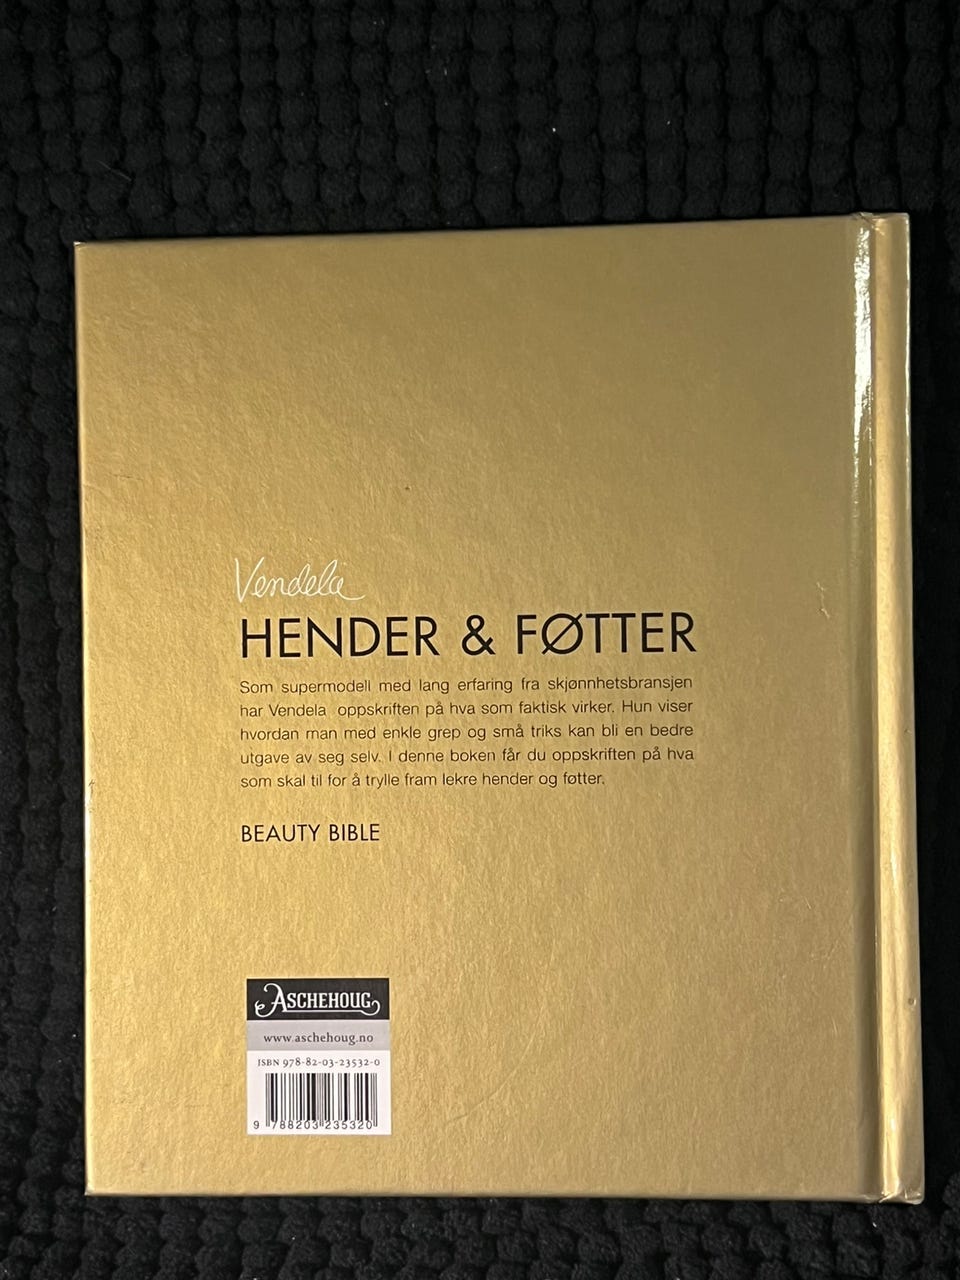 Vendela
HENDER & FØTTER
Som supermodell med lang erfaring fra skjønnhetsbransjen
har Vendela oppskriften på hva som faktisk virker. Hun viser
hvordan man med enkle grep og små triks kan bli en bedre
utgave av seg selv. I denne boken får du oppskriften på hva
som skal til for å trylle fram lekre hender og føtter.
BEAUTY BIBLE
ASCHEHOUG
www.aschehoug.no
ISBN 978-82-03-23532-0
9 788203 235320